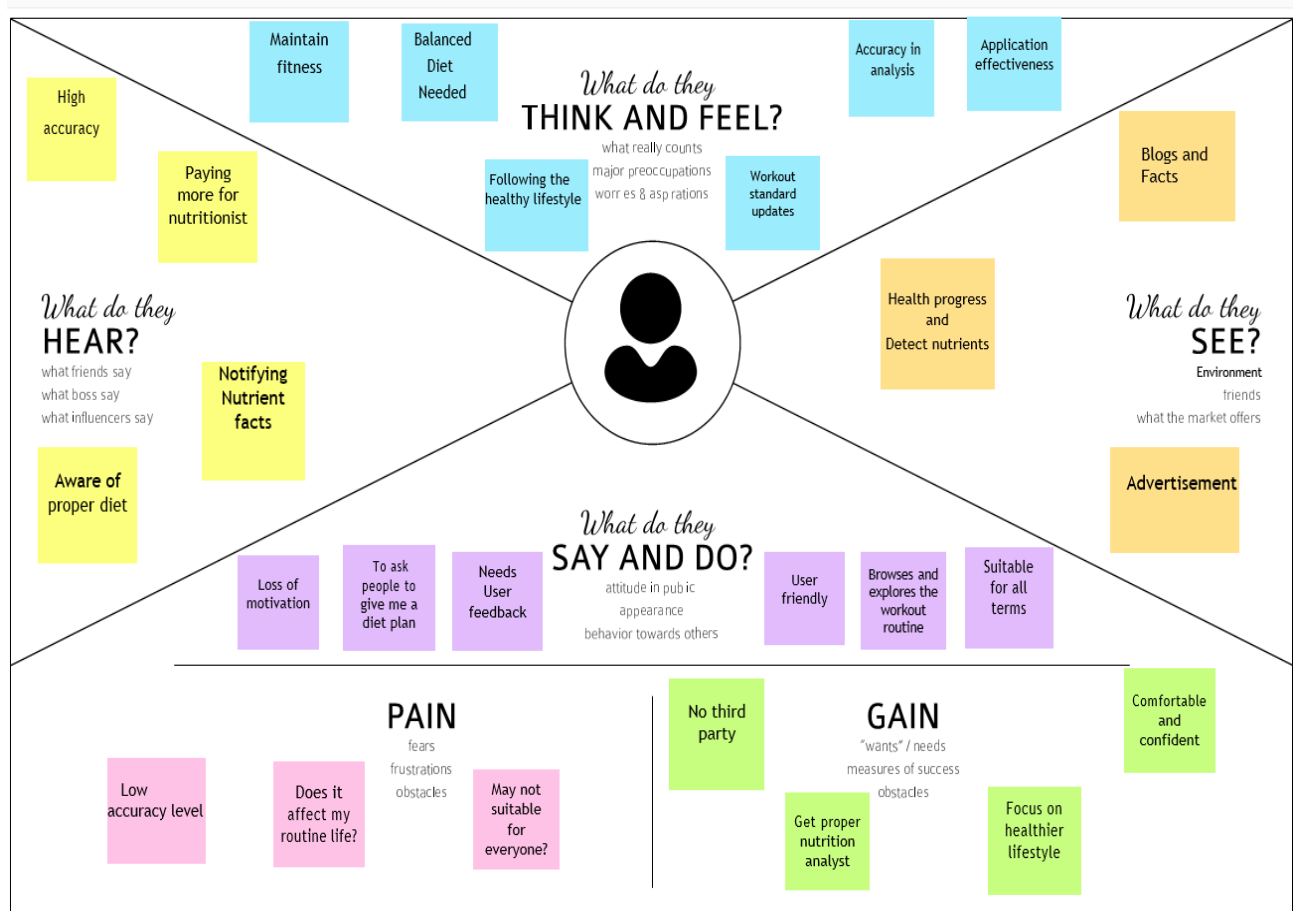 Maintain
fitness
Balanced
Diet
Needed
What do they
THINK AND FEEL?
what really counts
major preoccupations
worr es & asp rations
Following the
healthy lifestyle
Workout
standard
updates
Accuracy in
analysis
Application
effectiveness
High
accuracy
Paying
more for
nutritionist
What do they
HEAR?
what friends say
what boss say
what influencers say
Notifying
Nutrient
facts
Aware of
proper diet
Blogs and
Facts
Health progress
and
Detect nutrients
What do they
SEE?
Environment
friends
what the market offers
Advertisement
What do they
SAY AND DO?
attitude in pub ic
appearance
behavior towards others
Loss of
motivation
To ask
people to
give me a
diet plan
Needs
User
feedback
User
friendly
Browses and
explores the
workout
routine
Suitable
for all
terms
PAIN
fears
frustrations
obstacles
Low
accuracy level
Does it
affect my
routine life?
May not
suitable
for
everyone?
GAIN
"wants" / needs
measures of success
obstacles
No third
party
Get proper
nutrition
analyst
Focus on
healthier
lifestyle
Comfortable
and
confident